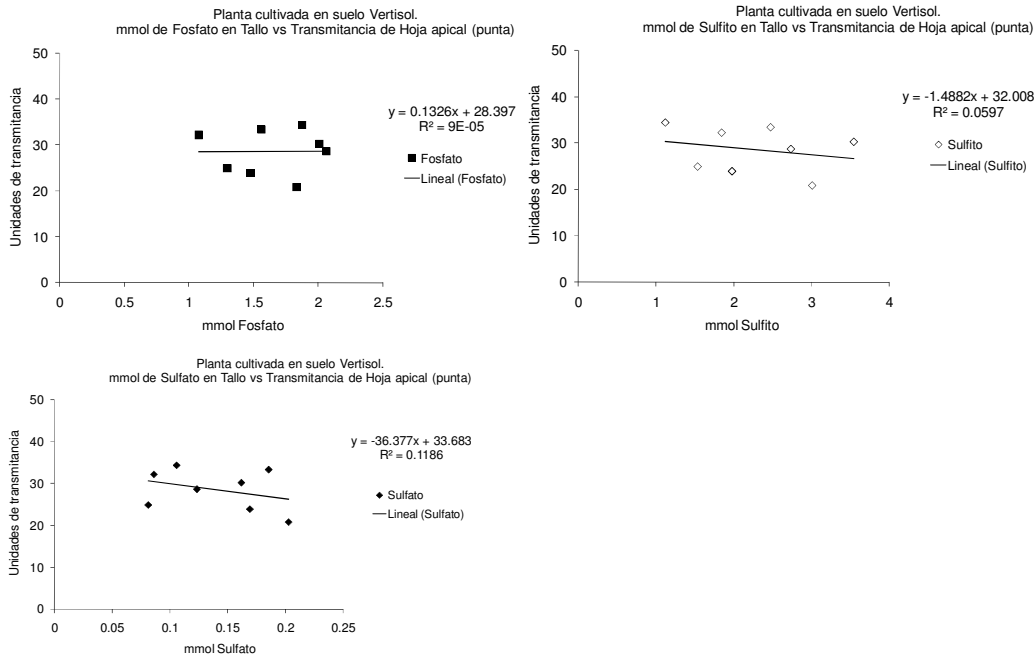 Planta cultivada en suelo Vertisol.
mmol de Fosfato en Tallo vs Transmitancia de Hoja apical (punta)
50
40
30
20
10
0
Unidades de transmitancia
y = 0.1326x + 28.397
R² = 9E-05
Fosfato
Lineal (Fosfato)
0 0.5 1 1.5 2 2.5
mmol Fosfato
Planta cultivada en suelo Vertisol.
mmol de Sulfito en Tallo vs Transmitancia de Hoja apical (punta)
50
40
30
20
10
0
Unidades de transmitancia
y = -1.4882x + 32.008
R² = 0.0597
Sulfito
Lineal (Sulfito)
0 1 2 3 4
mmol Sulfito
Planta cultivada en suelo Vertisol.
mmol de Sulfato en Tallo vs Transmitancia de Hoja apical (punta)
50
40
30
20
10
0
Unidades de transmitancia
y = -36.377x + 33.683
R² = 0.1186
Sulfato
Lineal (Sulfato)
0 0.05 0.1 0.15 0.2 0.25
mmol Sulfato